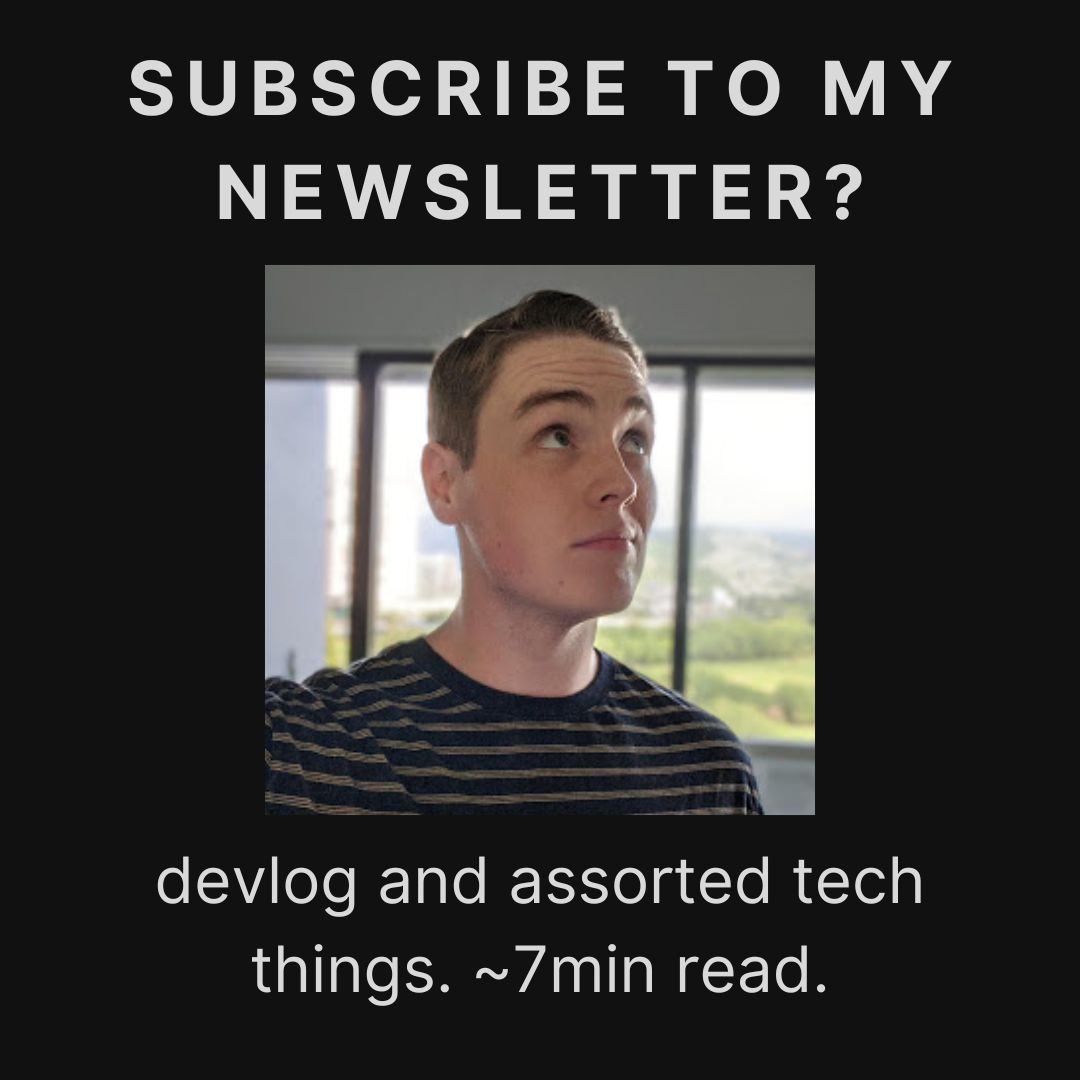 SUBSCRIBE TO MY
NEWSLETTER?
devlog and assorted tech
things. ~7min read.